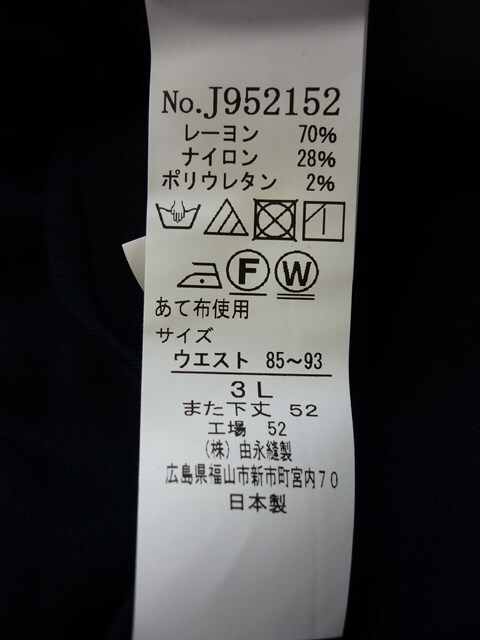 No.J952152
レーヨン 70%
ナイロン 28%
ポリウレタン 2%
F W
あて布使用
サイズ
ウエスト 85~93
3L
また下丈 52
工場 52
(株) 由永縫製
広島県福山市新市町宮内70
日本製